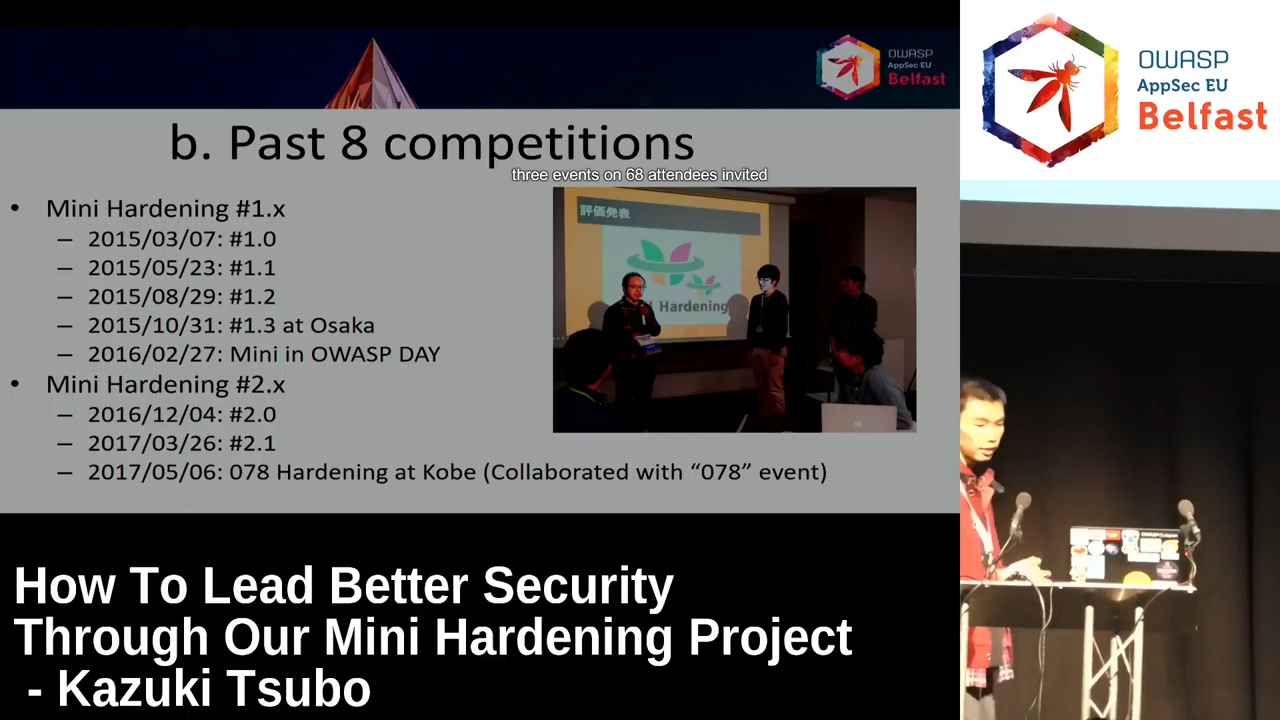 OWASP
AppSec EU
Belfast
OWASP
AppSec EU
Belfast
b. Past 8 competitions
three events on 68 attendees invited
• Mini Hardening #1.x
– 2015/03/07: #1.0
– 2015/05/23: #1.1
– 2015/08/29: #1.2
– 2015/10/31: #1.3 at Osaka
– 2016/02/27: Mini in OWASP DAY
• Mini Hardening #2.x
– 2016/12/04: #2.0
– 2017/03/26: #2.1
– 2017/05/06: 078 Hardening at Kobe (Collaborated with “078” event)
評価発表
Hardening
How To Lead Better Security
Through Our Mini Hardening Project
- Kazuki Tsubo